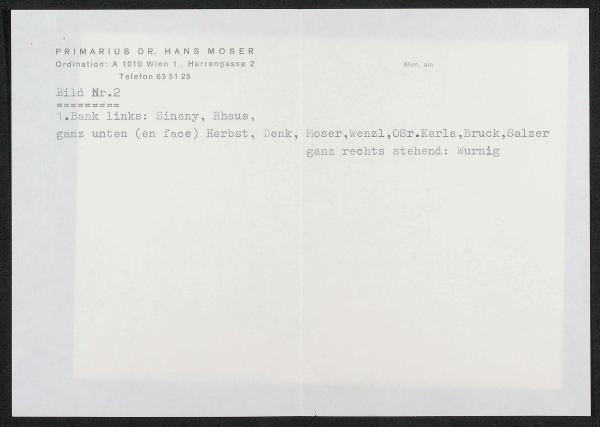 PRIMARIUS DR. HANS MOSER
Ordination: A 1010 Wien 1., Herrengasse 2
Telefon 63 51 25
Wien, am
Bild Nr.2
=========
1.Bank links: Sinany, Rhaus,
ganz unten (en face) Herbst, Denk, Moser,Wenzl,OSr.Karla,Bruck,Salzer
ganz rechts stehend: Wurnig